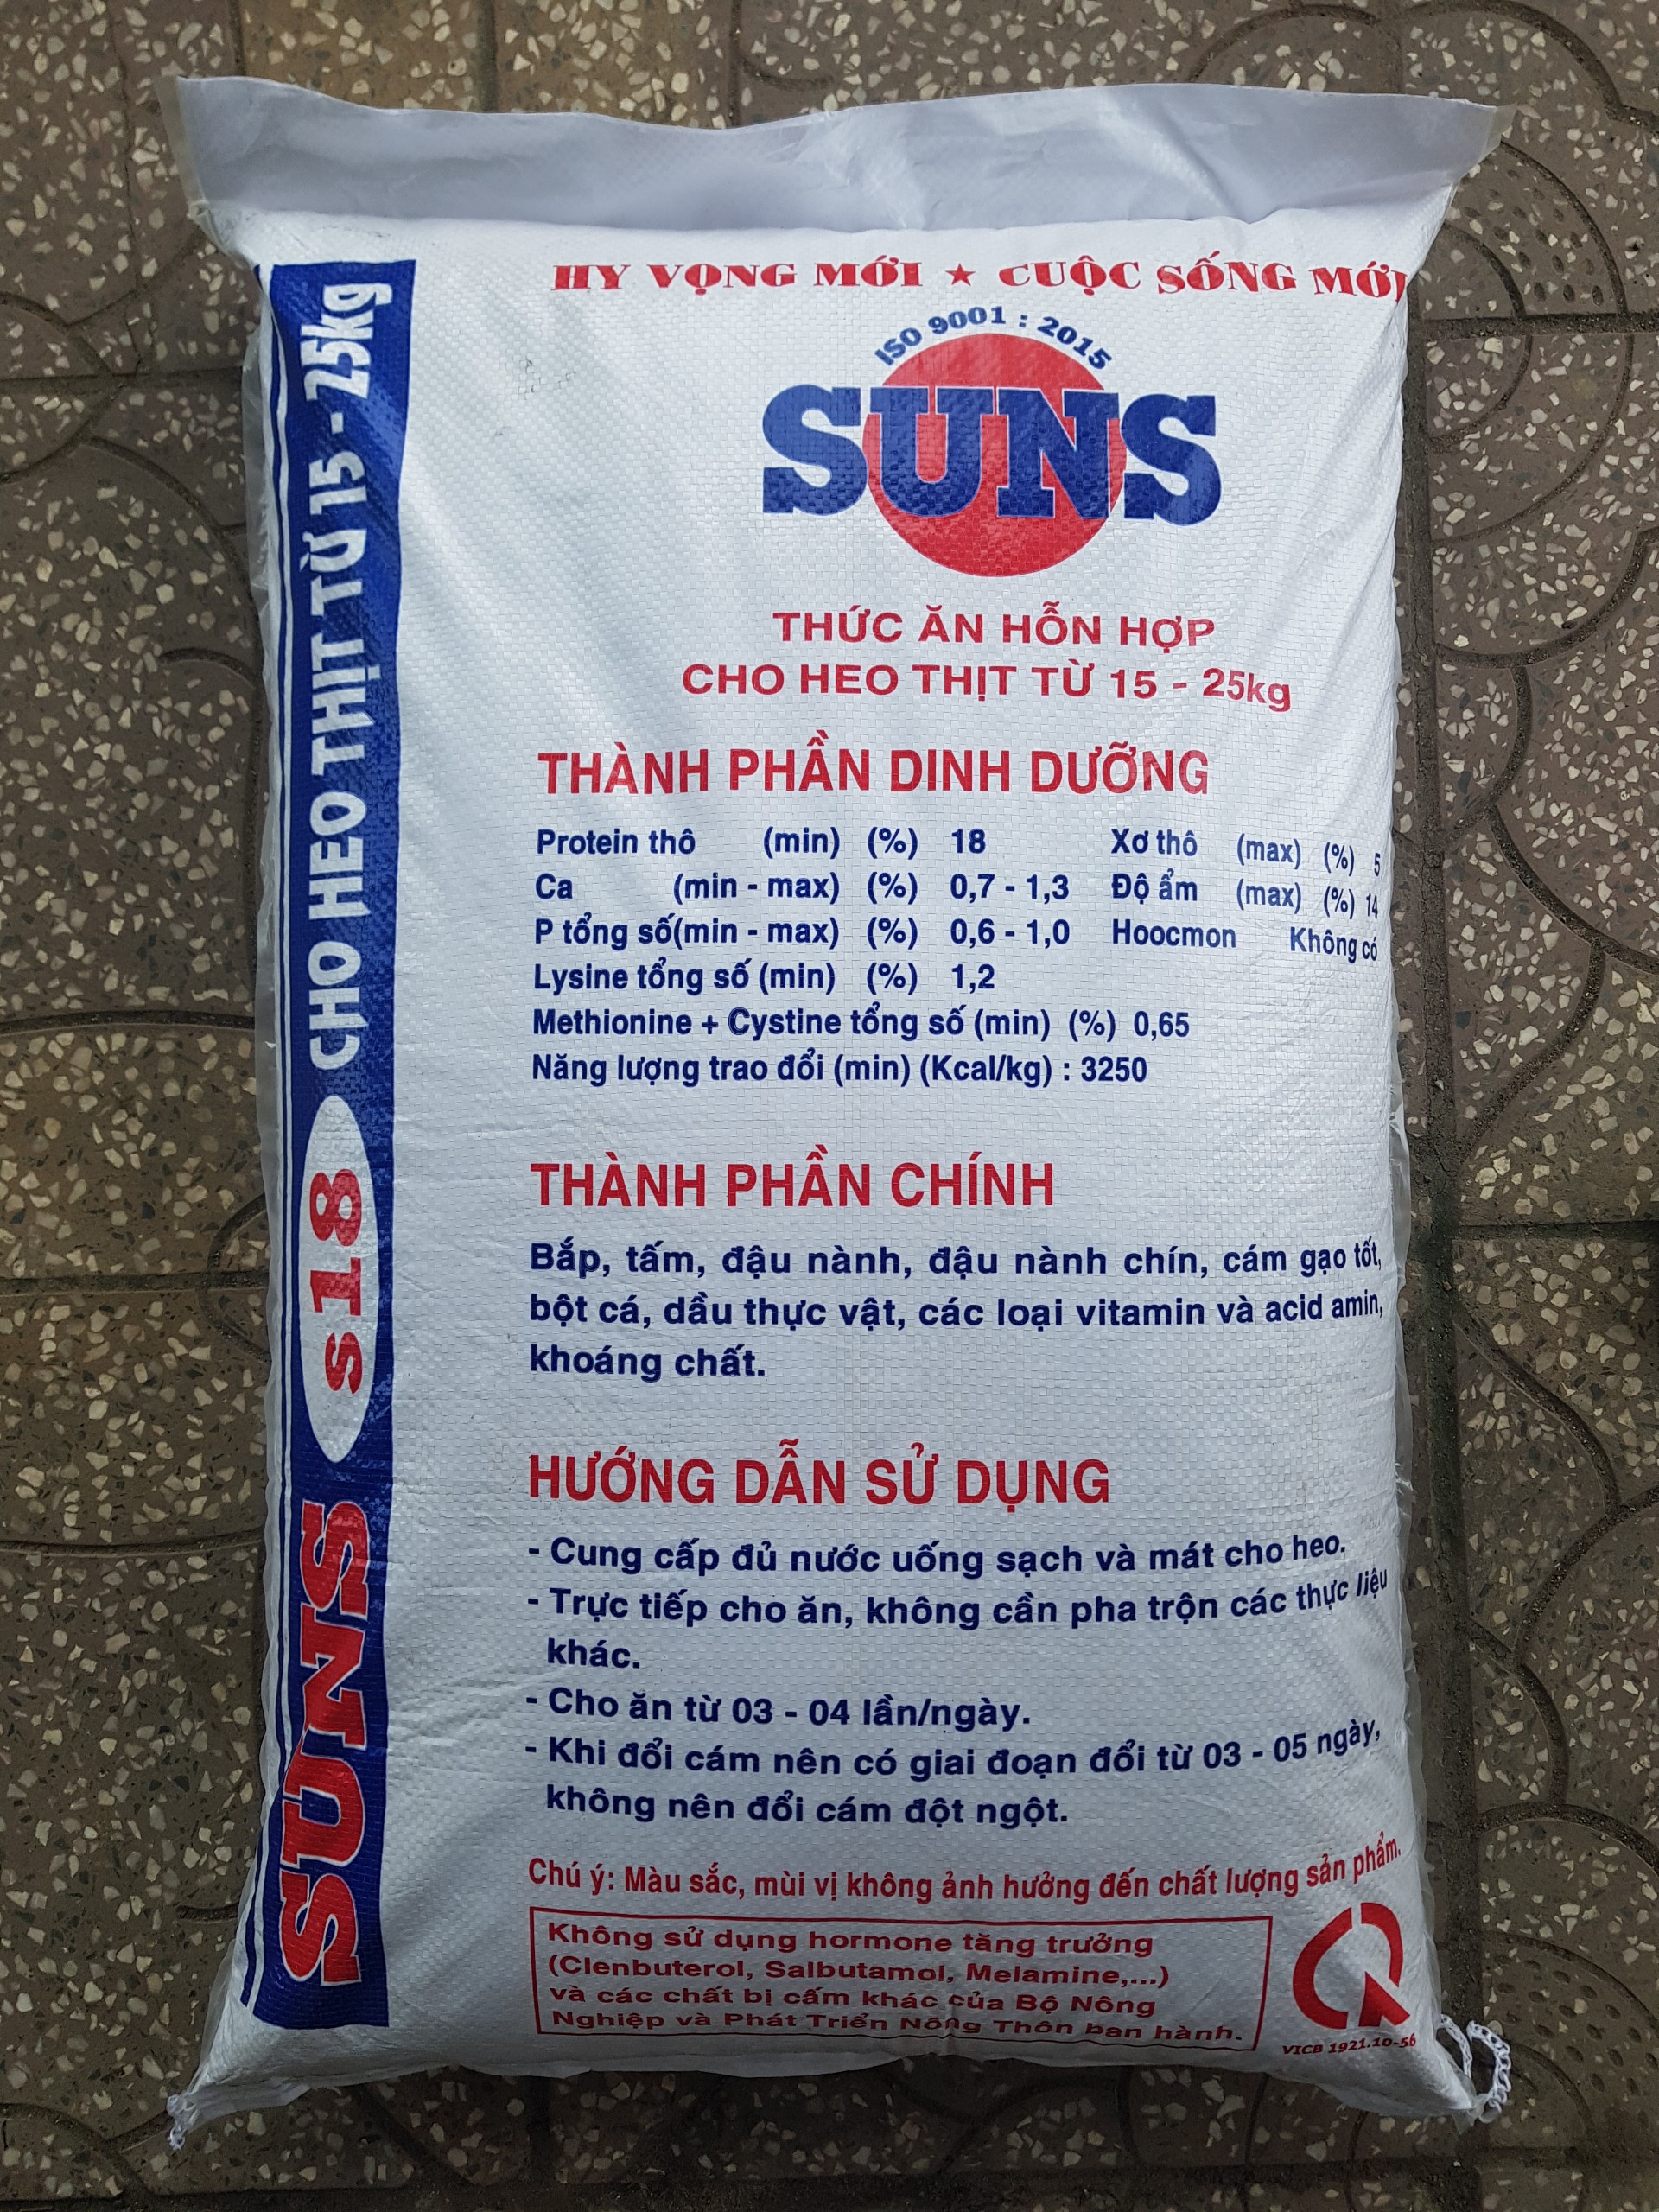 HY VỌNG MỚI ★ CUỘC SỐNG MỚI
ISO 9001 : 2015
SUNS
THỨC ĂN HỖN HỢP
CHO HEO THỊT TỪ 15 - 25kg
THÀNH PHẦN DINH DƯỠNG
Protein thô (min) (%) 18 Xơ thô (max) (%) 5
Ca (min - max) (%) 0,7 - 1,3 Độ ẩm (max) (%) 14
P tổng số(min - max) (%) 0,6 - 1,0 Hoocmon Không có
Lysine tổng số (min) (%) 1,2
Methionine + Cystine tổng số (min) (%) 0,65
Năng lượng trao đổi (min) (Kcal/kg) : 3250
THÀNH PHẦN CHÍNH
Bắp, tấm, đậu nành, đậu nành chín, cám gạo tốt,
bột cá, dầu thực vật, các loại vitamin và acid amin,
khoáng chất.
HƯỚNG DẪN SỬ DỤNG
- Cung cấp đủ nước uống sạch và mát cho heo.
- Trực tiếp cho ăn, không cần pha trộn các thực liệu
khác.
- Cho ăn từ 03 - 04 lần/ngày.
- Khi đổi cám nên có giai đoạn đổi từ 03 - 05 ngày,
không nên đổi cám đột ngột.
Chú ý: Màu sắc, mùi vị không ảnh hưởng đến chất lượng sản phẩm.
Không sử dụng hormone tăng trưởng
(Clenbuterol, Salbutamol, Melamine,...)
và các chất bị cấm khác của Bộ Nông
Nghiệp và Phát Triển Nông Thôn ban hành.
VICB 1921.10-56
SUNS s18 CHO HEO THỊT TỪ 15 - 25kg